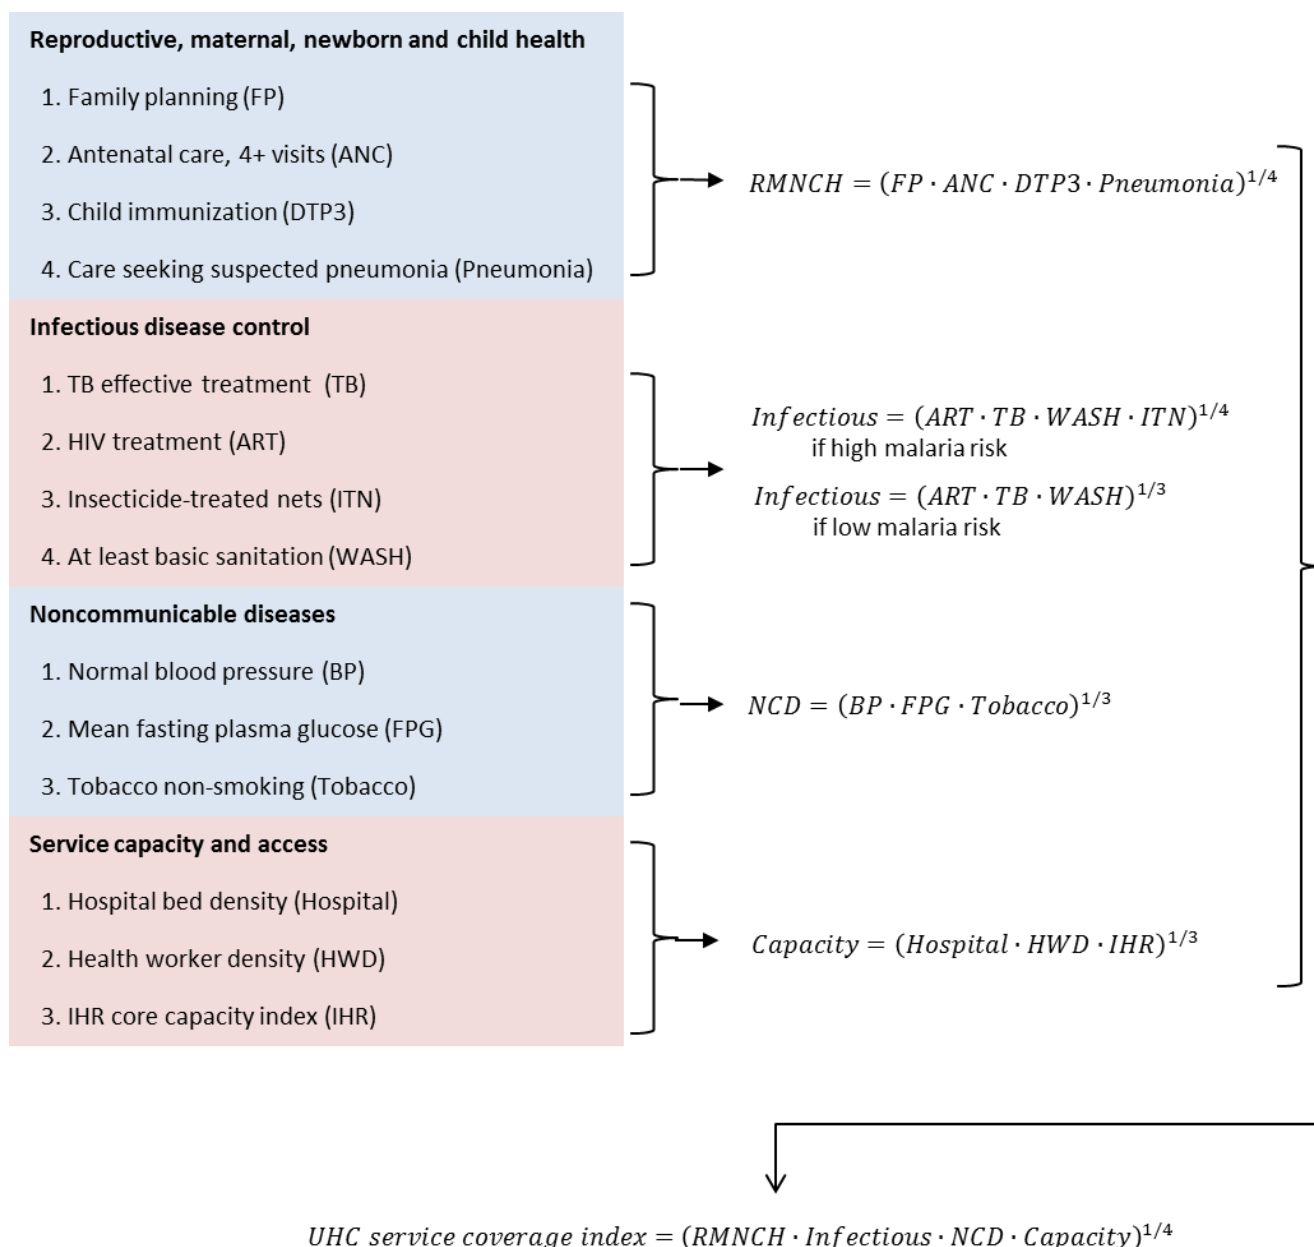 Reproductive, maternal, newborn and child health
1. Family planning (FP)
2. Antenatal care, 4+ visits (ANC)
3. Child immunization (DTP3)
4. Care seeking suspected pneumonia (Pneumonia)
RMNCH = (FP · ANC · DTP3 · Pneumonia)^{1/4}
Infectious disease control
1. TB effective treatment (TB)
2. HIV treatment (ART)
3. Insecticide-treated nets (ITN)
4. At least basic sanitation (WASH)
Infectious = (ART · TB · WASH · ITN)^{1/4}
if high malaria risk
Infectious = (ART · TB · WASH)^{1/3}
if low malaria risk
Noncommunicable diseases
1. Normal blood pressure (BP)
2. Mean fasting plasma glucose (FPG)
3. Tobacco non-smoking (Tobacco)
NCD = (BP · FPG · Tobacco)^{1/3}
Service capacity and access
1. Hospital bed density (Hospital)
2. Health worker density (HWD)
3. IHR core capacity index (IHR)
Capacity = (Hospital · HWD · IHR)^{1/3}
UHC service coverage index = (RMNCH · Infectious · NCD · Capacity)^{1/4}